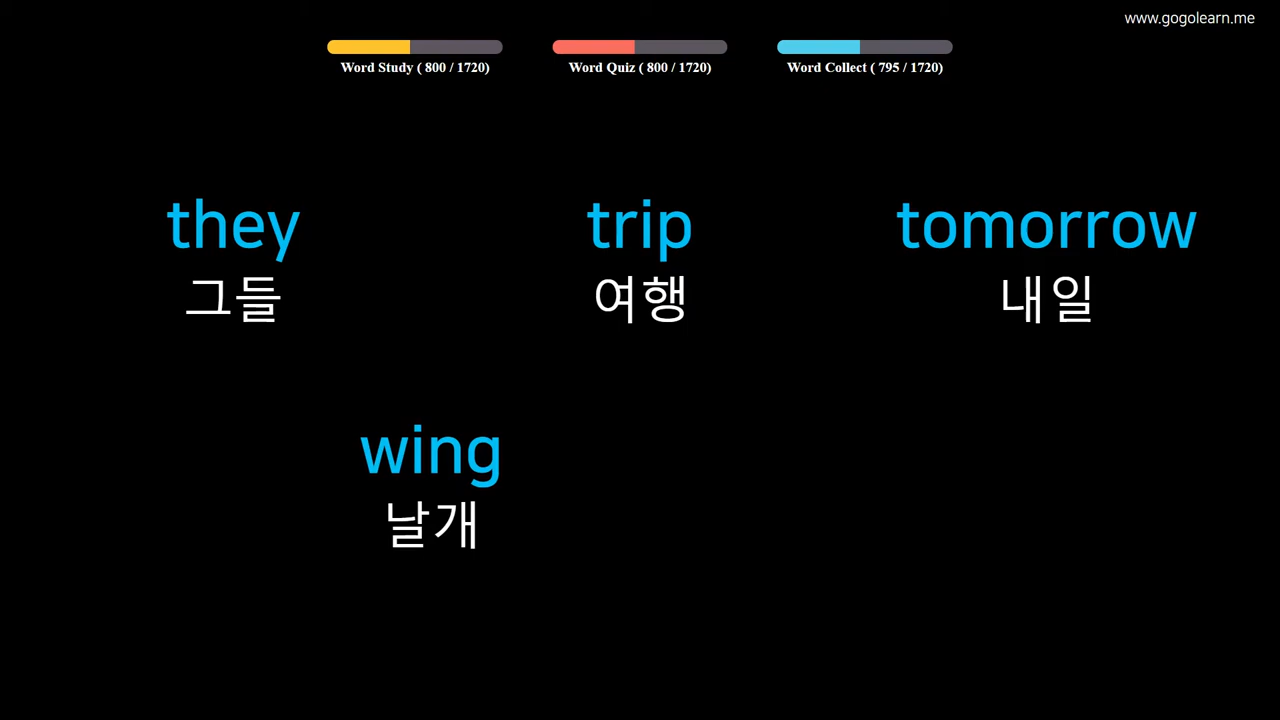 www.gogolearn.me
Word Study ( 800 / 1720)
Word Quiz ( 800 / 1720)
Word Collect ( 795 / 1720)
they
그들
trip
여행
tomorrow
내일
wing
날개